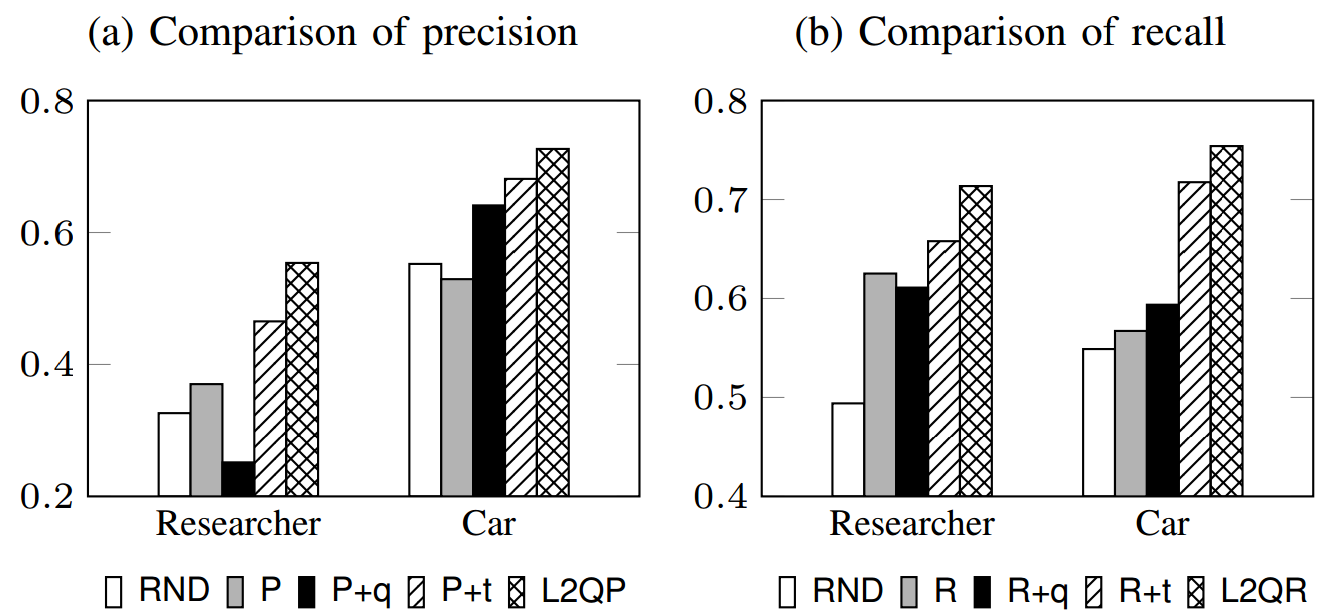 (a) Comparison of precision
0.8
0.6
0.4
0.2
Researcher Car
RND P P+q P+t L2QP
(b) Comparison of recall
0.8
0.7
0.6
0.5
0.4
Researcher Car
RND R R+q R+t L2QR